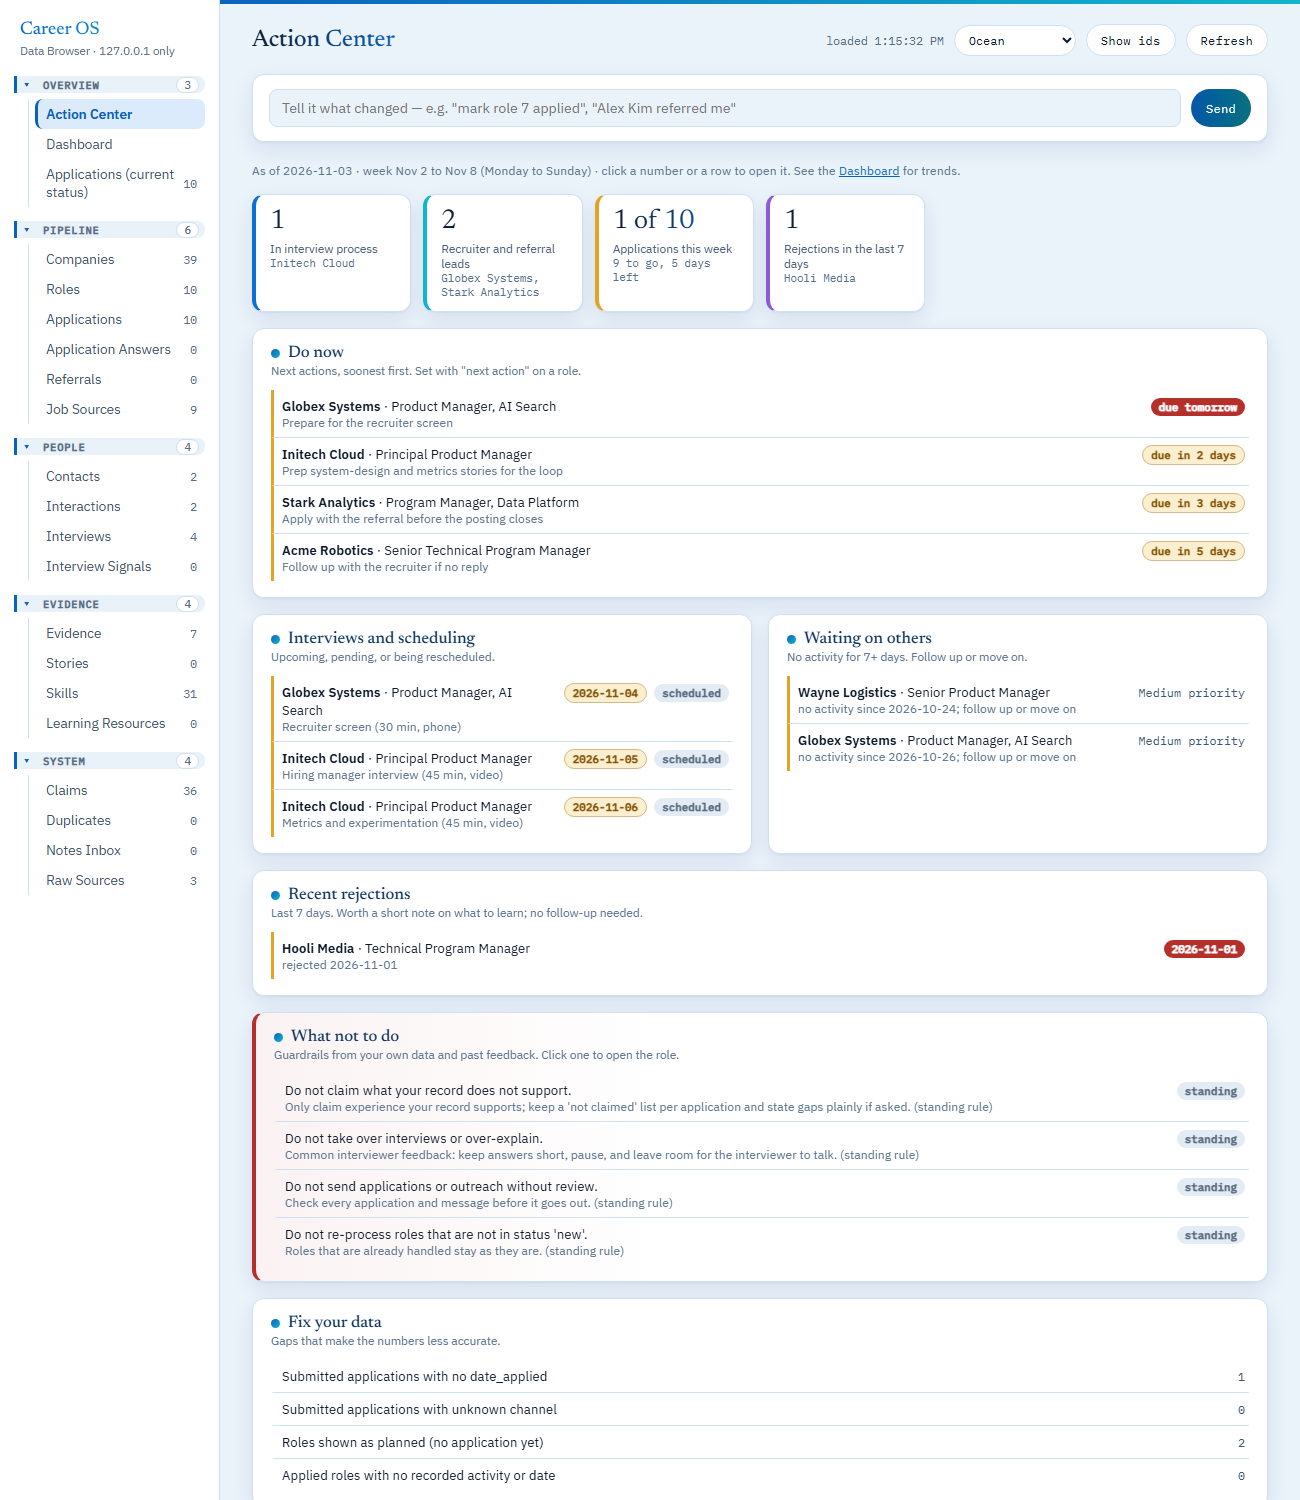 Career OS
Data Browser · 127.0.0.1 only
OVERVIEW 3
Action Center
Dashboard
Applications (current status) 10
PIPELINE 6
Companies 39
Roles 10
Applications 10
Application Answers 0
Referrals 0
Job Sources 9
PEOPLE 4
Contacts 2
Interactions 2
Interviews 4
Interview Signals 0
EVIDENCE 4
Evidence 7
Stories 0
Skills 31
Learning Resources 0
SYSTEM 4
Claims 36
Duplicates 0
Notes Inbox 0
Raw Sources 3
Action Center
loaded 1:15:32 PM
Ocean
Show ids
Refresh
Tell it what changed — e.g. "mark role 7 applied", "Alex Kim referred me"
Send
As of 2026-11-03 · week Nov 2 to Nov 8 (Monday to Sunday) · click a number or a row to open it. See the Dashboard for trends.
1
In interview process
Initech Cloud
2
Recruiter and referral
leads
Globex Systems,
Stark Analytics
1 of 10
Applications this week
9 to go, 5 days
left
1
Rejections in the last 7
days
Hooli Media
Do now
Next actions, soonest first. Set with "next action" on a role.
Globex Systems · Product Manager, AI Search due tomorrow
Prepare for the recruiter screen
Initech Cloud · Principal Product Manager due in 2 days
Prep system-design and metrics stories for the loop
Stark Analytics · Program Manager, Data Platform due in 3 days
Apply with the referral before the posting closes
Acme Robotics · Senior Technical Program Manager due in 5 days
Follow up with the recruiter if no reply
Interviews and scheduling
Upcoming, pending, or being rescheduled.
Globex Systems · Product Manager, AI 2026-11-04 scheduled
Search
Recruiter screen (30 min, phone)
Initech Cloud · Principal Product Manager 2026-11-05 scheduled
Hiring manager interview (45 min, video)
Initech Cloud · Principal Product Manager 2026-11-06 scheduled
Metrics and experimentation (45 min, video)
Waiting on others
No activity for 7+ days. Follow up or move on.
Wayne Logistics · Senior Product Manager Medium priority
no activity since 2026-10-24; follow up or move on
Globex Systems · Product Manager, AI Search Medium priority
no activity since 2026-10-26; follow up or move on
Recent rejections
Last 7 days. Worth a short note on what to learn; no follow-up needed.
Hooli Media · Technical Program Manager 2026-11-01
rejected 2026-11-01
What not to do
Guardrails from your own data and past feedback. Click one to open the role.
Do not claim what your record does not support. standing
Only claim experience your record supports; keep a 'not claimed' list per application and state gaps plainly if asked. (standing rule)
Do not take over interviews or over-explain. standing
Common interviewer feedback: keep answers short, pause, and leave room for the interviewer to talk. (standing rule)
Do not send applications or outreach without review. standing
Check every application and message before it goes out. (standing rule)
Do not re-process roles that are not in status 'new'. standing
Roles that are already handled stay as they are. (standing rule)
Fix your data
Gaps that make the numbers less accurate.
Submitted applications with no date_applied 1
Submitted applications with unknown channel 0
Roles shown as planned (no application yet) 2
Applied roles with no recorded activity or date 0